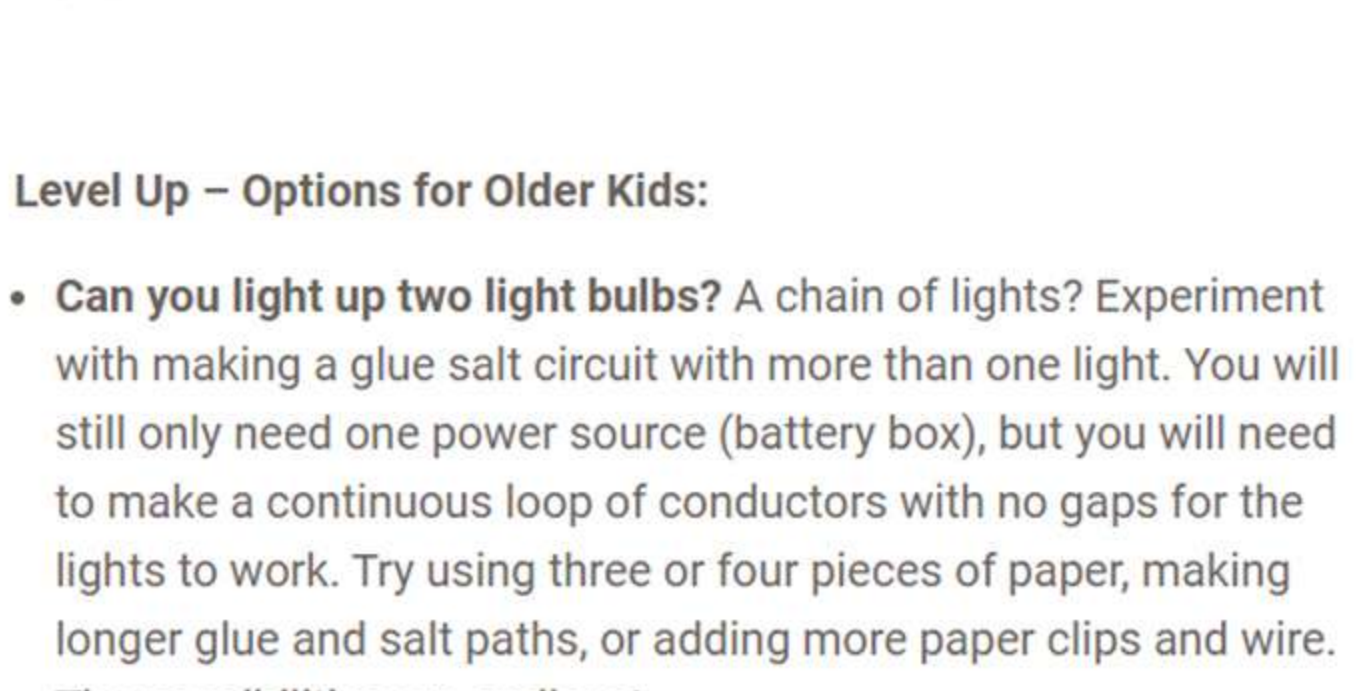 Level Up – Options for Older Kids:
• Can you light up two light bulbs? A chain of lights? Experiment
with making a glue salt circuit with more than one light. You will
still only need one power source (battery box), but you will need
to make a continuous loop of conductors with no gaps for the
lights to work. Try using three or four pieces of paper, making
longer glue and salt paths, or adding more paper clips and wire.